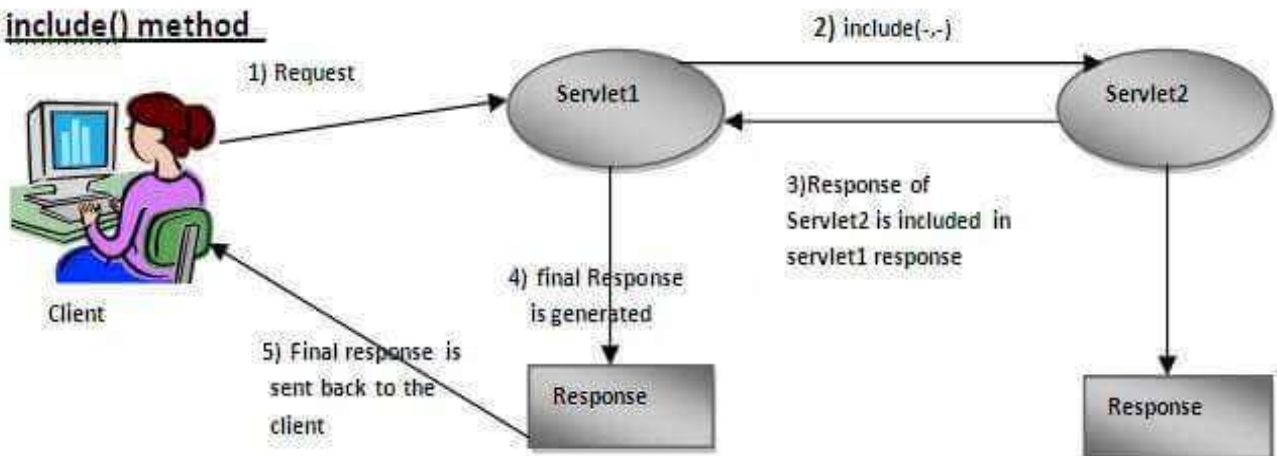 include() method
1) Request
2) include(-,-)
Servlet1
Servlet2
3)Response of
Servlet2 is included in
servlet1 response
4) final Response
is generated
Client
5) Final response is
sent back to the
client
Response
Response